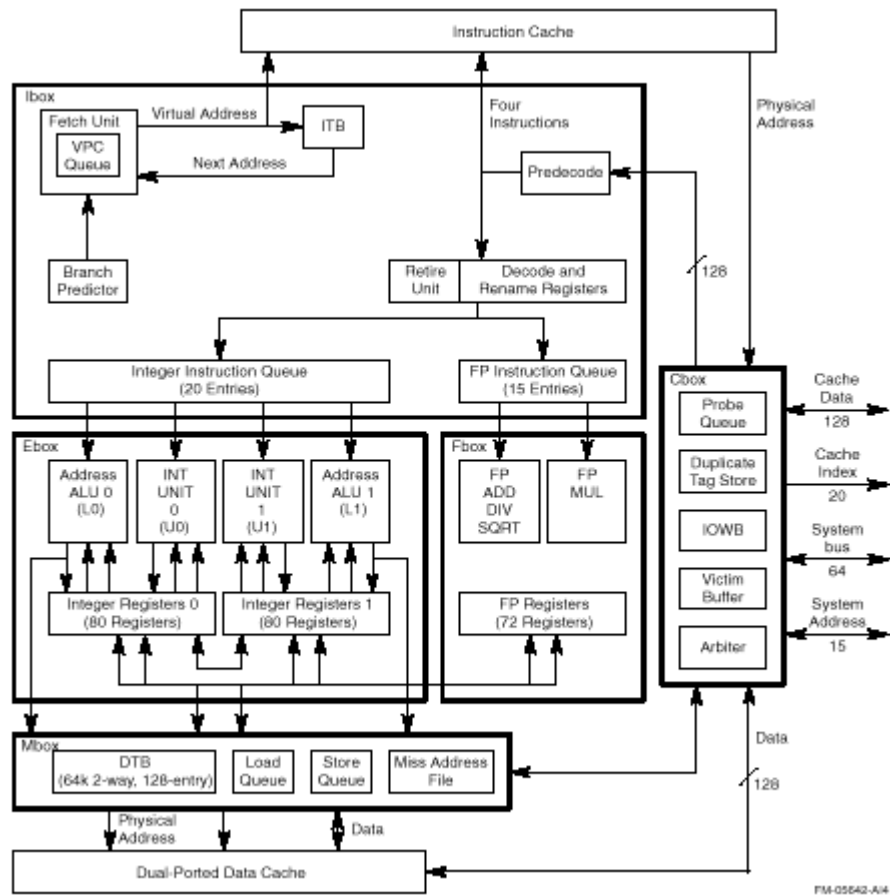 Instruction Cache
Ibox
Fetch Unit
VPC
Queue
Virtual Address
ITB
Next Address
Four
Instructions
Physical
Address
Predecode
128
Branch
Predictor
Retire
Unit
Decode and
Rename Registers
Integer Instruction Queue
(20 Entries)
FP Instruction Queue
(15 Entries)
Cbox
Probe
Queue
Duplicate
Tag Store
IOWB
Victim
Buffer
Arbiter
Cache
Data
128
Cache
Index
20
System
bus
64
System
Address
15
Ebox
Address
ALU 0
(L0)
INT
UNIT
0
(U0)
INT
UNIT
1
(U1)
Address
ALU 1
(L1)
Integer Registers 0
(80 Registers)
Integer Registers 1
(80 Registers)
Fbox
FP
ADD
DIV
SQRT
FP
MUL
FP Registers
(72 Registers)
Mbox
DTB
(64k 2-way, 128-entry)
Load
Queue
Store
Queue
Miss Address
File
Data
128
Physical
Address
Data
Dual-Ported Data Cache
FM-05642-AI4